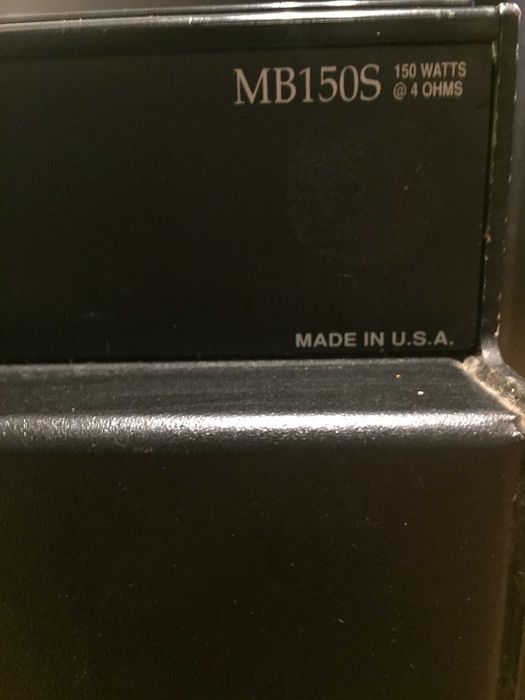 MB150S
150 WATTS
@ 4 OHMS
MADE IN U.S.A.